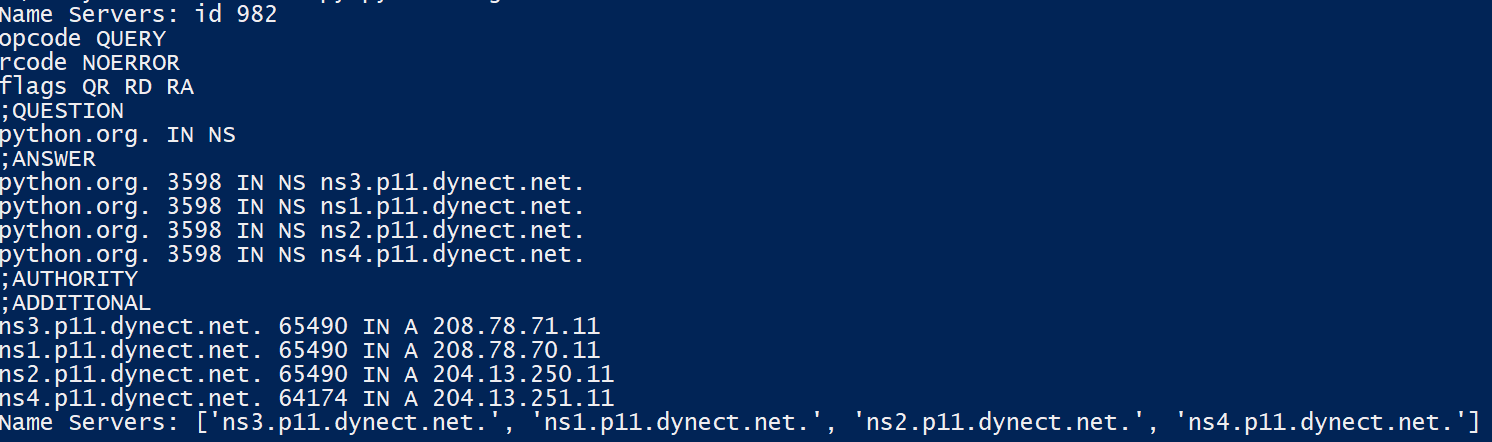 Name Servers: id 982
opcode QUERY
rcode NOERROR
flags QR RD RA
;QUESTION
python.org. IN NS
;ANSWER
python.org. 3598 IN NS ns3.p11.dynect.net.
python.org. 3598 IN NS ns1.p11.dynect.net.
python.org. 3598 IN NS ns2.p11.dynect.net.
python.org. 3598 IN NS ns4.p11.dynect.net.
;AUTHORITY
;ADDITIONAL
ns3.p11.dynect.net. 65490 IN A 208.78.71.11
ns1.p11.dynect.net. 65490 IN A 208.78.70.11
ns2.p11.dynect.net. 65490 IN A 204.13.250.11
ns4.p11.dynect.net. 64174 IN A 204.13.251.11
Name Servers: ['ns3.p11.dynect.net.', 'ns1.p11.dynect.net.', 'ns2.p11.dynect.net.', 'ns4.p11.dynect.net.']